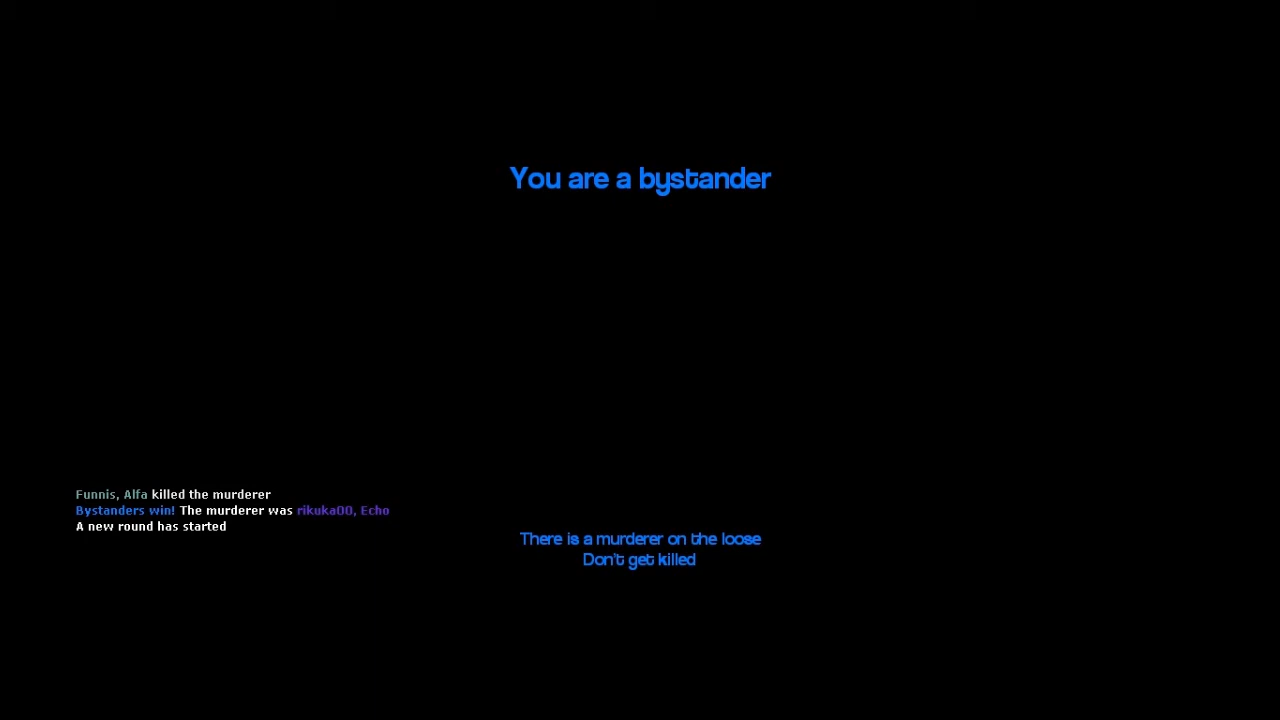 You are a bystander
Funnis, Alfa killed the murderer
Bystanders win! The murderer was rikuka00, Echo
A new round has started
There is a murderer on the loose
Don't get killed